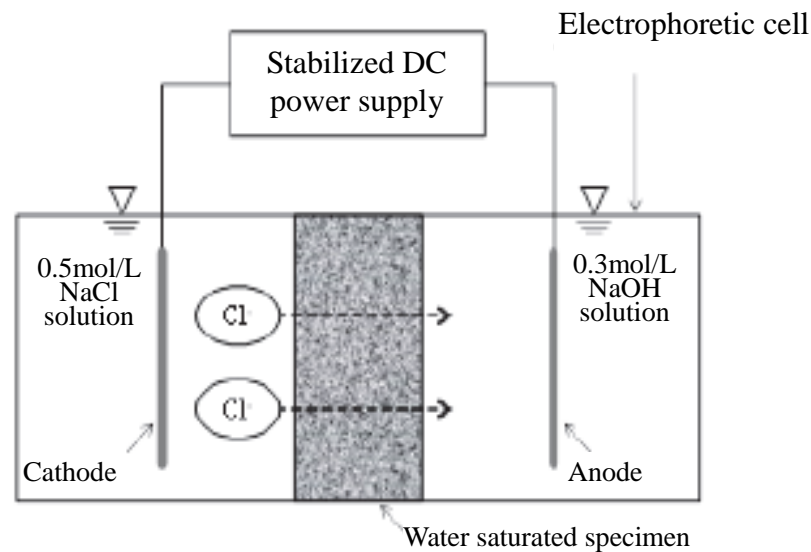 Electrophoretic cell
Stabilized DC
power supply
0.5mol/L
NaCl
solution
0.3mol/L
NaOH
solution
Cl⁻
Cl⁻
Cathode
Anode
Water saturated specimen